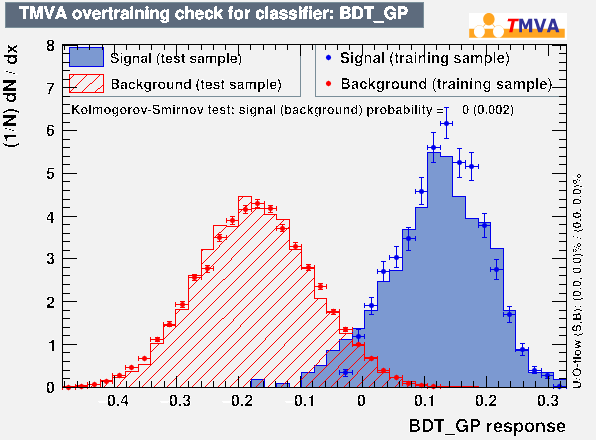 TMVA overtraining check for classifier: BDT_GP
TMVA
(1/N) dN / dx
8
7
6
5
4
3
2
1
0
Signal (test sample)
Background (test sample)
Signal (training sample)
Background (training sample)
Kolmogorov-Smirnov test: signal (background) probability = 0 (0.002)
U/O-flow (S,B): (0.0, 0.0)% / (0.0, 0.0)%
−0.4 −0.3 −0.2 −0.1 0 0.1 0.2 0.3
BDT_GP response